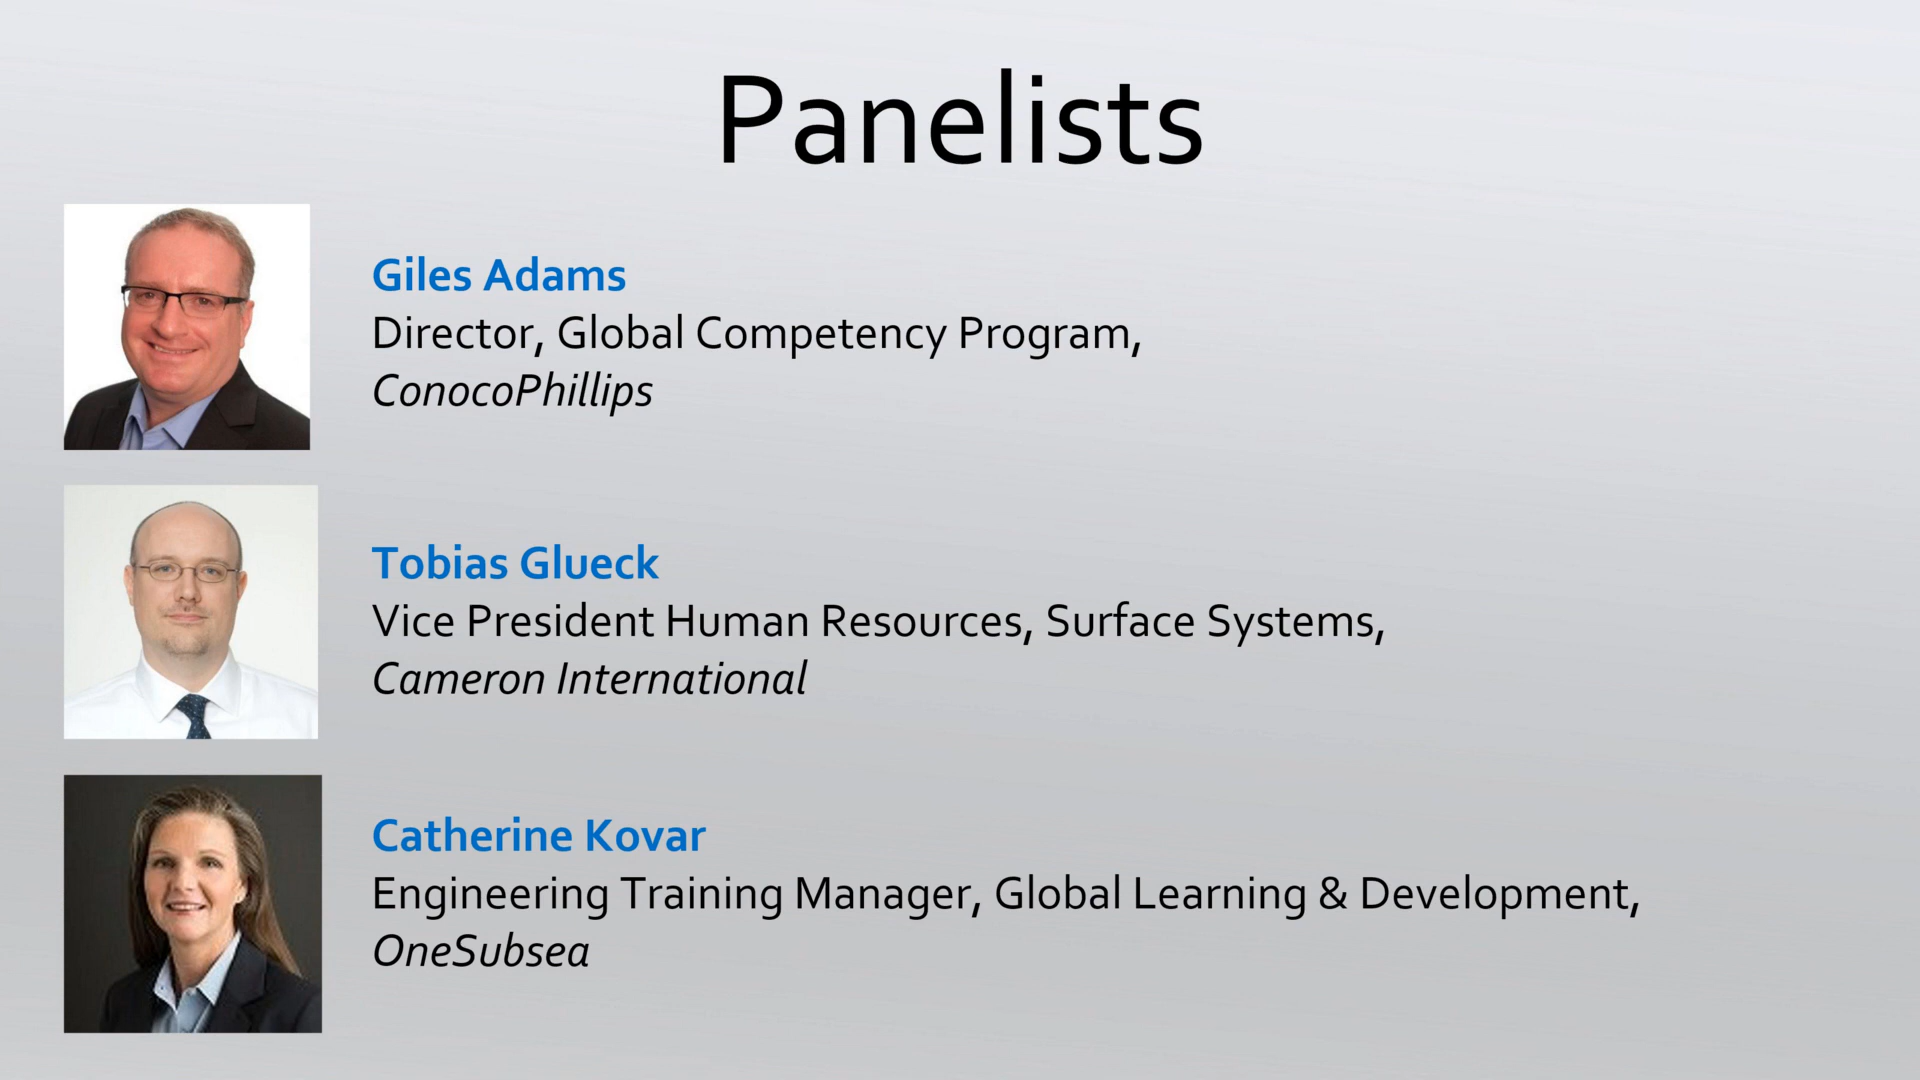 Panelists
Giles Adams
Director, Global Competency Program,
ConocoPhillips
Tobias Glueck
Vice President Human Resources, Surface Systems,
Cameron International
Catherine Kovar
Engineering Training Manager, Global Learning & Development,
OneSubsea